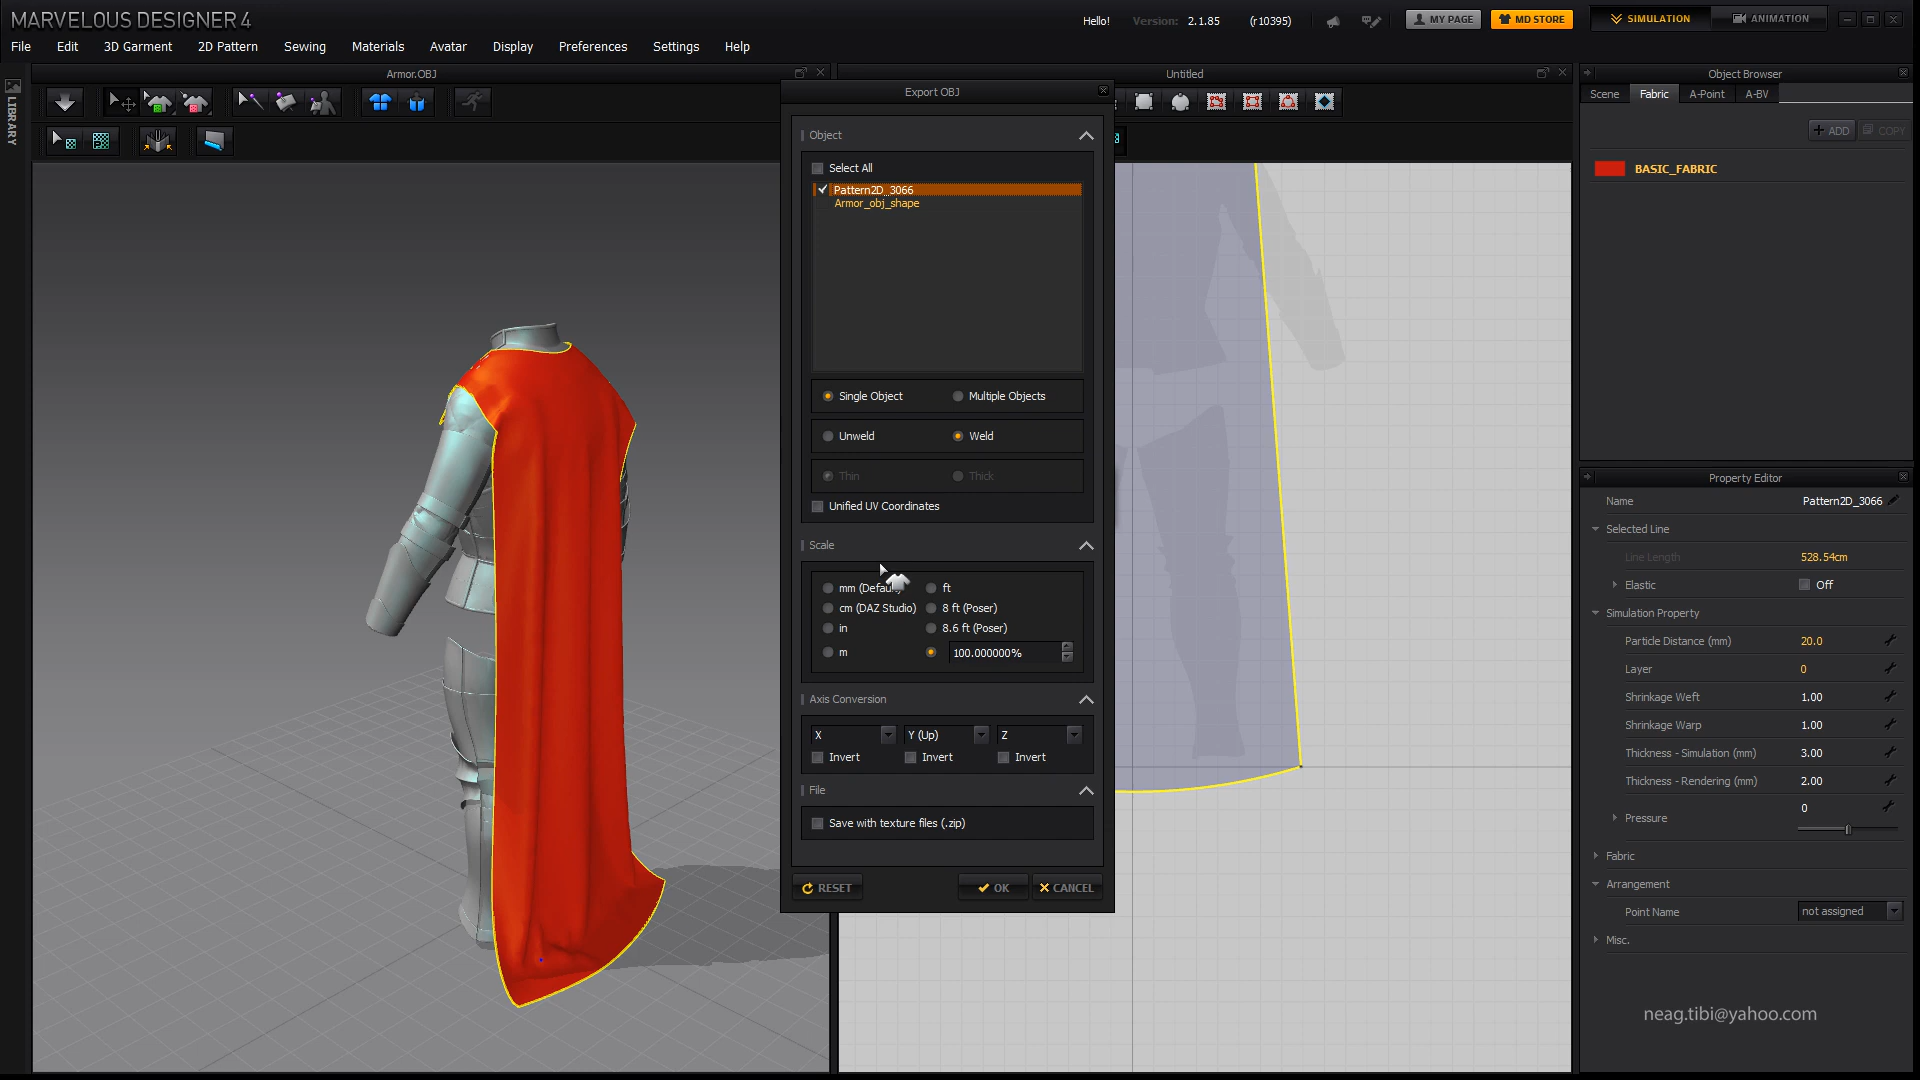 MARVELOUS DESIGNER 4
Hello! Version: 2.1.85 (r10395) MY PAGE MD STORE SIMULATION ANIMATION
File Edit 3D Garment 2D Pattern Sewing Materials Avatar Display Preferences Settings Help
LIBRARY
Armor.OBJ
Export OBJ
Object
Select All
Pattern2D_3066
Armor_obj_shape
Single Object Multiple Objects
Unweld Weld
Thin Thick
Unified UV Coordinates
Scale
mm (Default) ft
cm (DAZ Studio) 8 ft (Poser)
in 8.6 ft (Poser)
m 100.000000%
Axis Conversion
X Y (Up) Z
Invert Invert Invert
File
Save with texture files (.zip)
RESET OK CANCEL
Untitled
Object Browser
Scene Fabric A-Point A-BV
ADD COPY
BASIC_FABRIC
Property Editor
Name Pattern2D_3066
Selected Line
Line Length 528.54cm
Elastic Off
Simulation Property
Particle Distance (mm) 20.0
Layer 0
Shrinkage Weft 1.00
Shrinkage Warp 1.00
Thickness - Simulation (mm) 3.00
Thickness - Rendering (mm) 2.00
Pressure 0
Fabric
Arrangement
Point Name not assigned
Misc.
neag.tibi@yahoo.com